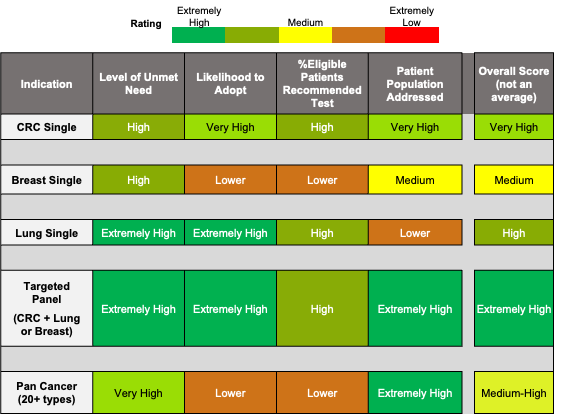 Rating
Extremely
High
Medium
Extremely
Low
Indication
Level of Unmet
Need
Likelihood to
Adopt
%Eligible
Patients
Recommended
Test
Patient
Population
Addressed
Overall Score
(not an
average)
CRC Single
High
Very High
High
Very High
Very High
Breast Single
High
Lower
Lower
Medium
Medium
Lung Single
Extremely High
Extremely High
High
Lower
High
Targeted
Panel
(CRC + Lung
or Breast)
Extremely High
Extremely High
High
Extremely High
Extremely High
Pan Cancer
(20+ types)
Very High
Lower
Lower
Extremely High
Medium-High